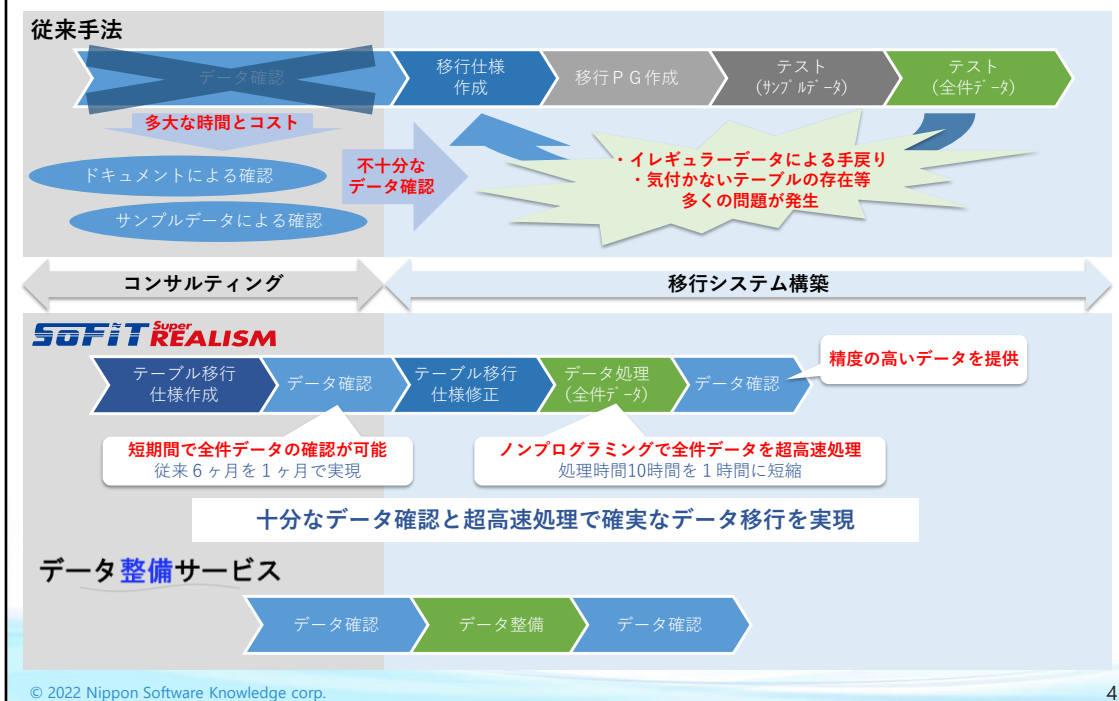 従来手法
データ確認
移行仕様
作成
移行ＰＧ作成
テスト
(ｻﾝﾌﾟﾙﾃﾞｰﾀ)
テスト
(全件ﾃﾞｰﾀ)
多大な時間とコスト
ドキュメントによる確認
サンプルデータによる確認
不十分な
データ確認
・イレギュラーデータによる手戻り
・気付かないテーブルの存在等
多くの問題が発生
コンサルティング
移行システム構築
SOFiT Super REALISM
テーブル移行
仕様作成
データ確認
テーブル移行
仕様修正
データ処理
(全件ﾃﾞｰﾀ)
データ確認
精度の高いデータを提供
短期間で全件データの確認が可能
従来６ヶ月を１ヶ月で実現
ノンプログラミングで全件データを超高速処理
処理時間10時間を１時間に短縮
十分なデータ確認と超高速処理で確実なデータ移行を実現
データ整備サービス
データ確認
データ整備
データ確認
© 2022 Nippon Software Knowledge corp.
4